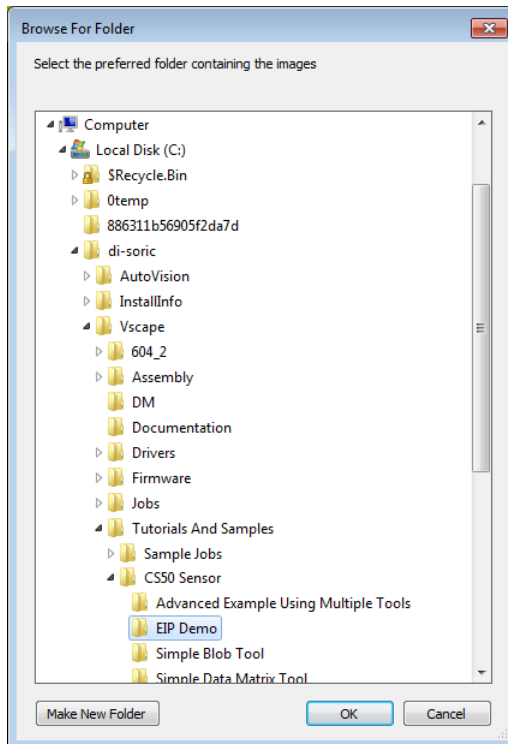 Browse For Folder
Select the preferred folder containing the images
Computer
Local Disk (C:)
$Recycle.Bin
0temp
886311b56905f2da7d
di-soric
AutoVision
InstallInfo
Vscape
604_2
Assembly
DM
Documentation
Drivers
Firmware
Jobs
Tutorials And Samples
Sample Jobs
CS50 Sensor
Advanced Example Using Multiple Tools
EIP Demo
Simple Blob Tool
Simple Data Matrix Tool
Make New Folder OK Cancel